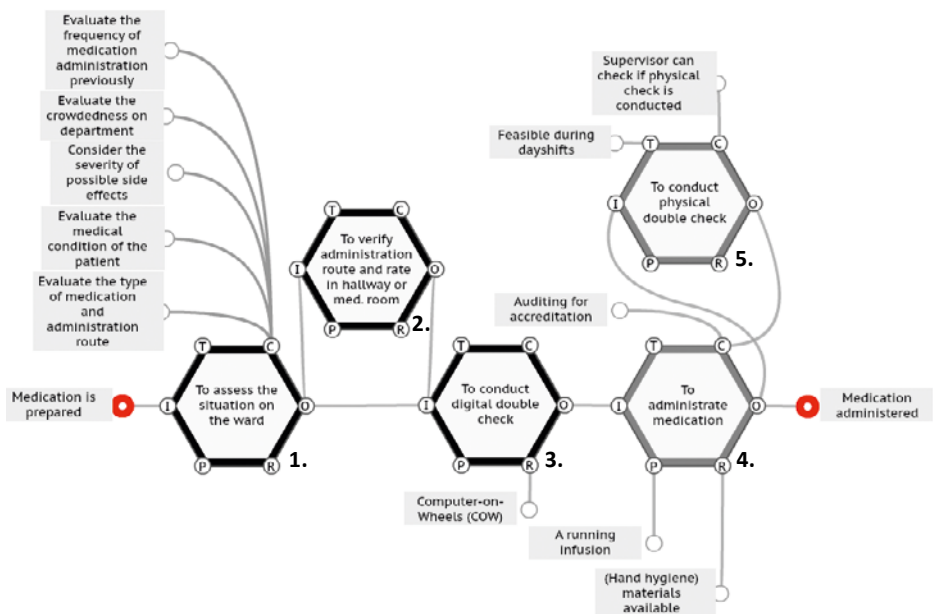 Evaluate the
frequency of
medication
administration
previously
Evaluate the
crowdedness on
department
Consider the
severity of
possible side
effects
Evaluate the
medical
condition of the
patient
Evaluate the type
of medication
and
administration
route
Medication is
prepared
T
C
I
To assess the
situation on
the ward
O
P
R
1.
T
C
I
To verify
administration
route and rate
in hallway or
med. room
O
P
R
2.
T
C
I
To conduct
digital double
check
O
P
R
3.
Computer-on-
Wheels (COW)
T
C
I
To
administrate
medication
O
P
R
4.
Auditing for
accreditation
A running
infusion
(Hand hygiene)
materials
available
Medication
administered
Supervisor can
check if physical
check is
conducted
Feasible during
dayshifts
T
C
I
To conduct
physical
double check
O
P
R
5.